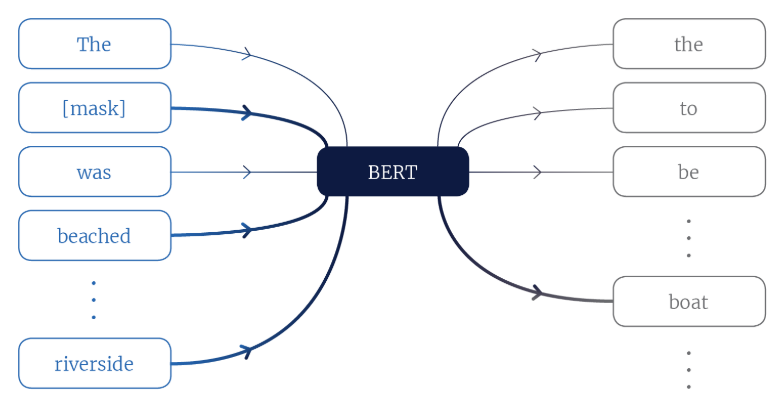 The
[mask]
was
beached
riverside
BERT
the
to
be
boat